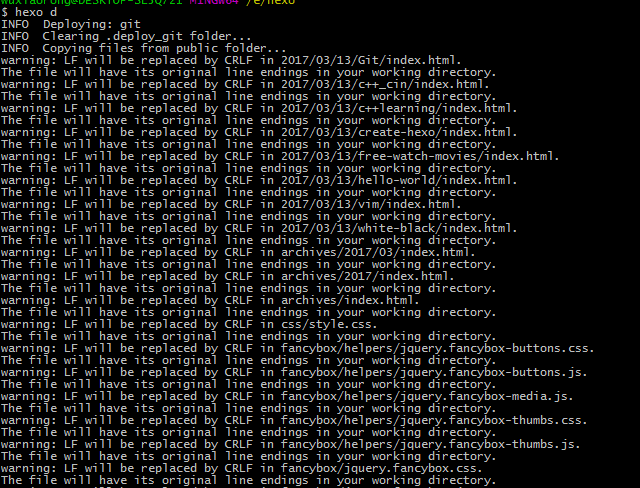 MINGW64 /e/hexo
$ hexo d
INFO  Deploying: git
INFO  Clearing .deploy_git folder...
INFO  Copying files from public folder...
warning: LF will be replaced by CRLF in 2017/03/13/Git/index.html.
The file will have its original line endings in your working directory.
warning: LF will be replaced by CRLF in 2017/03/13/c++_cin/index.html.
The file will have its original line endings in your working directory.
warning: LF will be replaced by CRLF in 2017/03/13/c++learning/index.html.
The file will have its original line endings in your working directory.
warning: LF will be replaced by CRLF in 2017/03/13/create-hexo/index.html.
The file will have its original line endings in your working directory.
warning: LF will be replaced by CRLF in 2017/03/13/free-watch-movies/index.html.
The file will have its original line endings in your working directory.
warning: LF will be replaced by CRLF in 2017/03/13/hello-world/index.html.
The file will have its original line endings in your working directory.
warning: LF will be replaced by CRLF in 2017/03/13/vim/index.html.
The file will have its original line endings in your working directory.
warning: LF will be replaced by CRLF in 2017/03/13/white-black/index.html.
The file will have its original line endings in your working directory.
warning: LF will be replaced by CRLF in archives/2017/03/index.html.
The file will have its original line endings in your working directory.
warning: LF will be replaced by CRLF in archives/2017/index.html.
The file will have its original line endings in your working directory.
warning: LF will be replaced by CRLF in archives/index.html.
The file will have its original line endings in your working directory.
warning: LF will be replaced by CRLF in css/style.css.
The file will have its original line endings in your working directory.
warning: LF will be replaced by CRLF in fancybox/helpers/jquery.fancybox-buttons.css.
The file will have its original line endings in your working directory.
warning: LF will be replaced by CRLF in fancybox/helpers/jquery.fancybox-buttons.js.
The file will have its original line endings in your working directory.
warning: LF will be replaced by CRLF in fancybox/helpers/jquery.fancybox-media.js.
The file will have its original line endings in your working directory.
warning: LF will be replaced by CRLF in fancybox/helpers/jquery.fancybox-thumbs.css.
The file will have its original line endings in your working directory.
warning: LF will be replaced by CRLF in fancybox/helpers/jquery.fancybox-thumbs.js.
The file will have its original line endings in your working directory.
warning: LF will be replaced by CRLF in fancybox/jquery.fancybox.css.
The file will have its original line endings in your working directory.